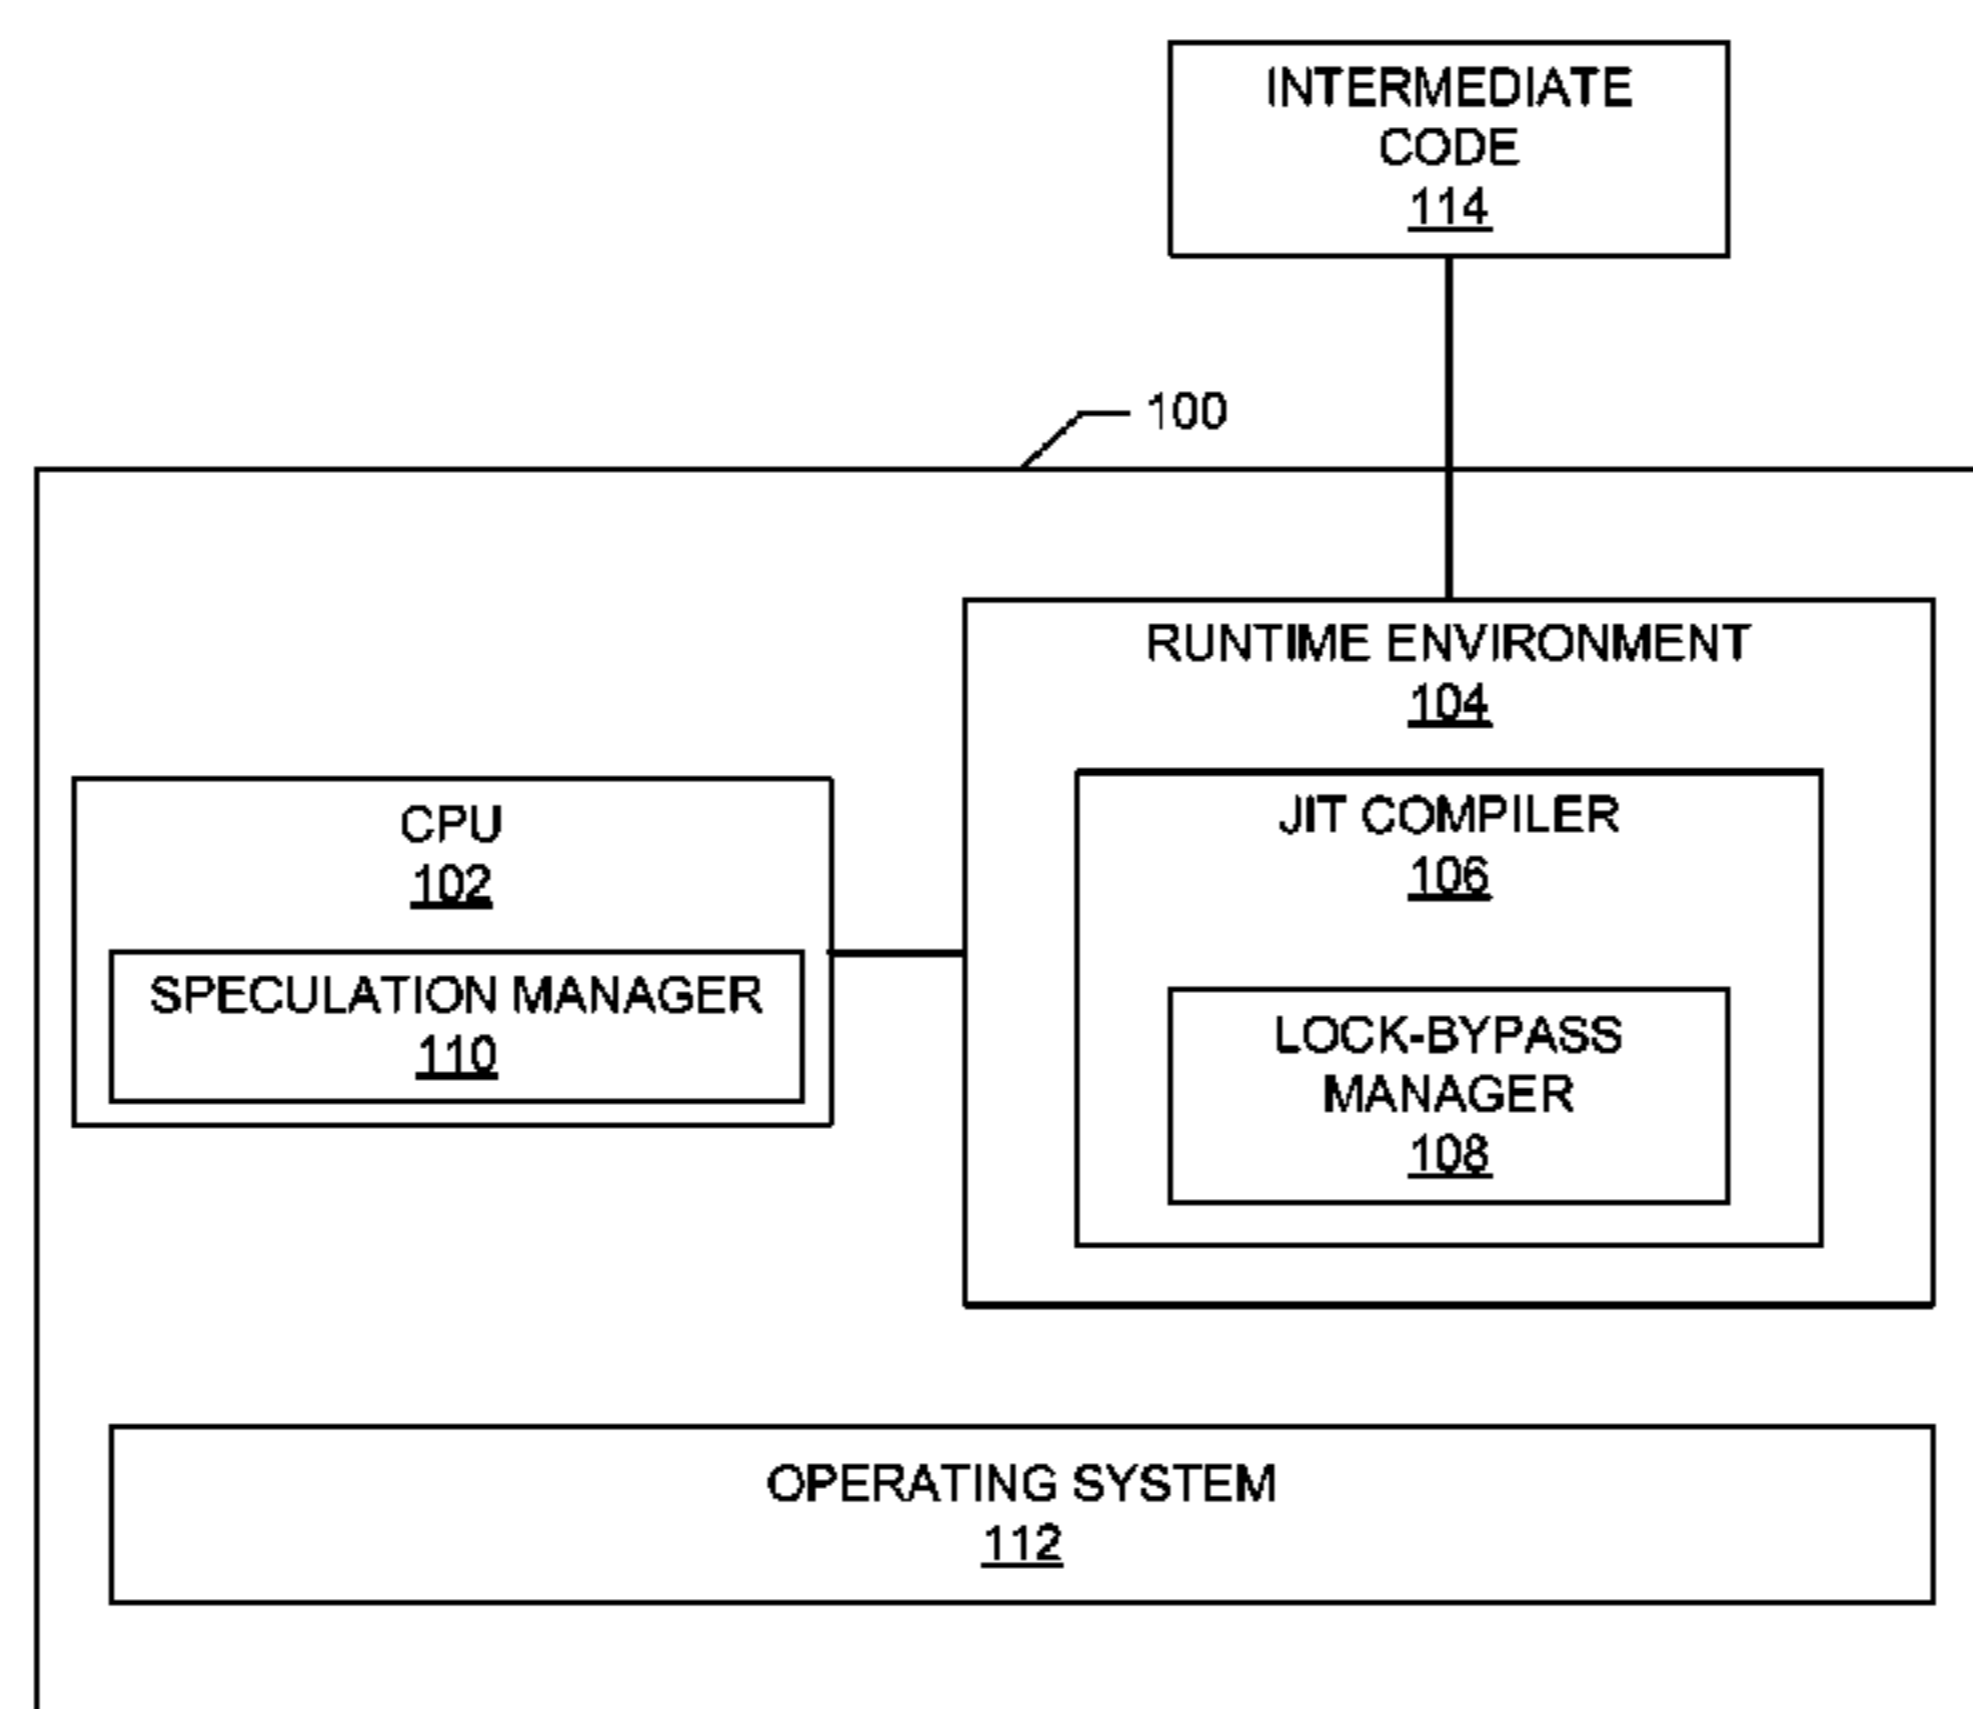 INTERMEDIATE
CODE
114
100
RUNTIME ENVIRONMENT
104
CPU
102
SPECULATION MANAGER
110
JIT COMPILER
106
LOCK-BYPASS
MANAGER
108
OPERATING SYSTEM
112